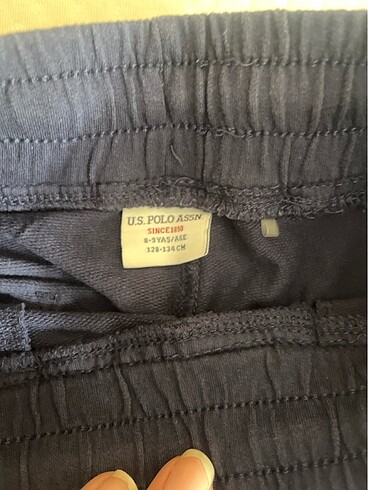 U.S. POLO ASSN.
SINCE 1890
8-9 YAŞ/AGE
128-134 CM